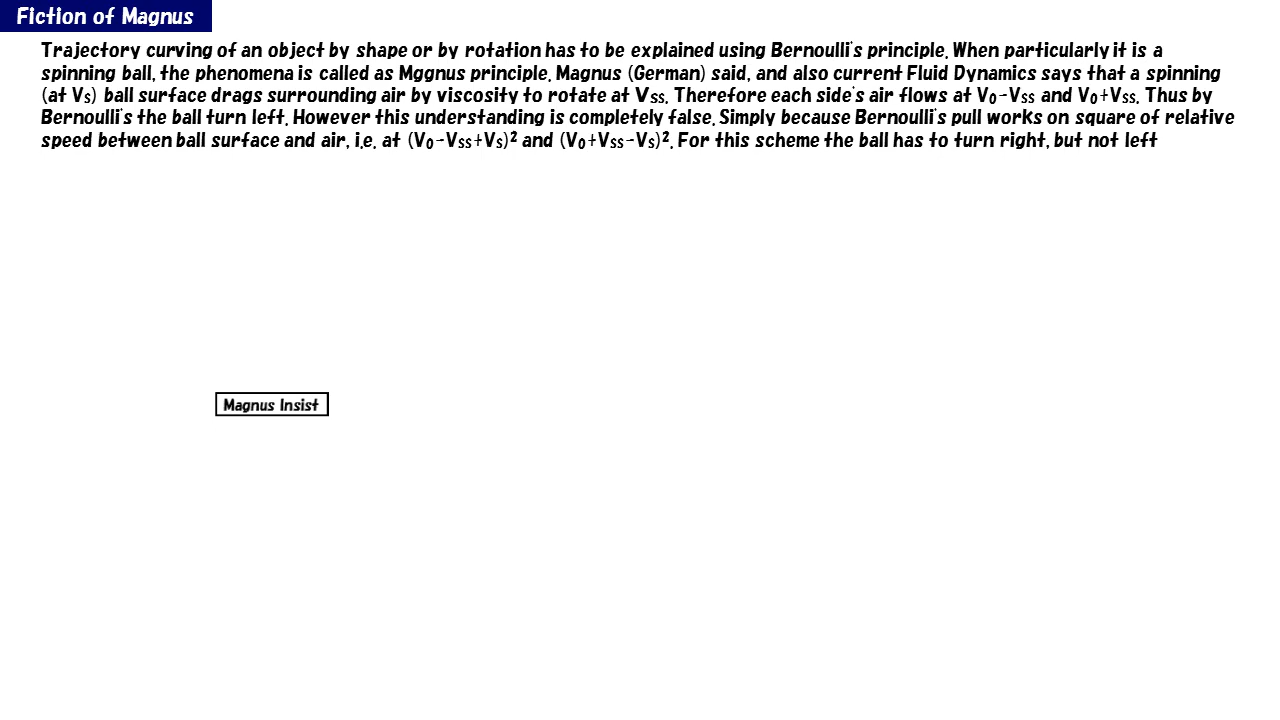 Fiction of Magnus
Trajectory curving of an object by shape or by rotation has to be explained using Bernoulli's principle. When particularly it is a
spinning ball, the phenomena is called as Mggnus principle. Magnus (German) said, and also current Fluid Dynamics says that a spinning
(at Vs) ball surface drags surrounding air by viscosity to rotate at Vss. Therefore each side's air flows at V₀-Vss and V₀+Vss. Thus by
Bernoulli's the ball turn left. However this understanding is completely false. Simply because Bernoulli's pull works on square of relative
speed between ball surface and air, i.e. at (V₀-Vss+Vs)² and (V₀+Vss-Vs)². For this scheme the ball has to turn right, but not left
Magnus Insist